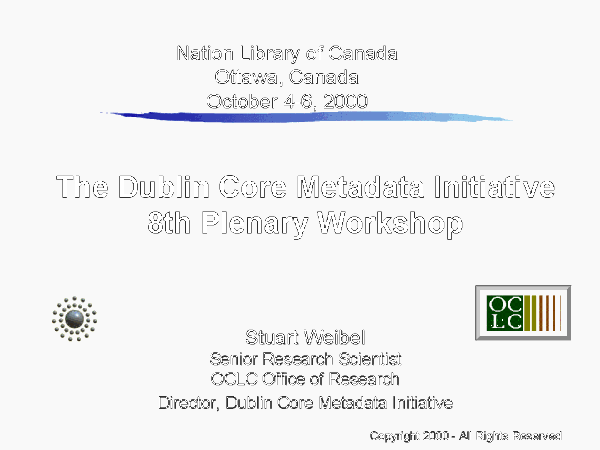 Nation Library of Canada
Ottawa, Canada
October 4-6, 2000
The Dublin Core Metadata Initiative
8th Plenary Workshop
OC
LC
Stuart Weibel
Senior Research Scientist
OCLC Office of Research
Director, Dublin Core Metadata Initiative
Copyright 2000 - All Rights Reserved